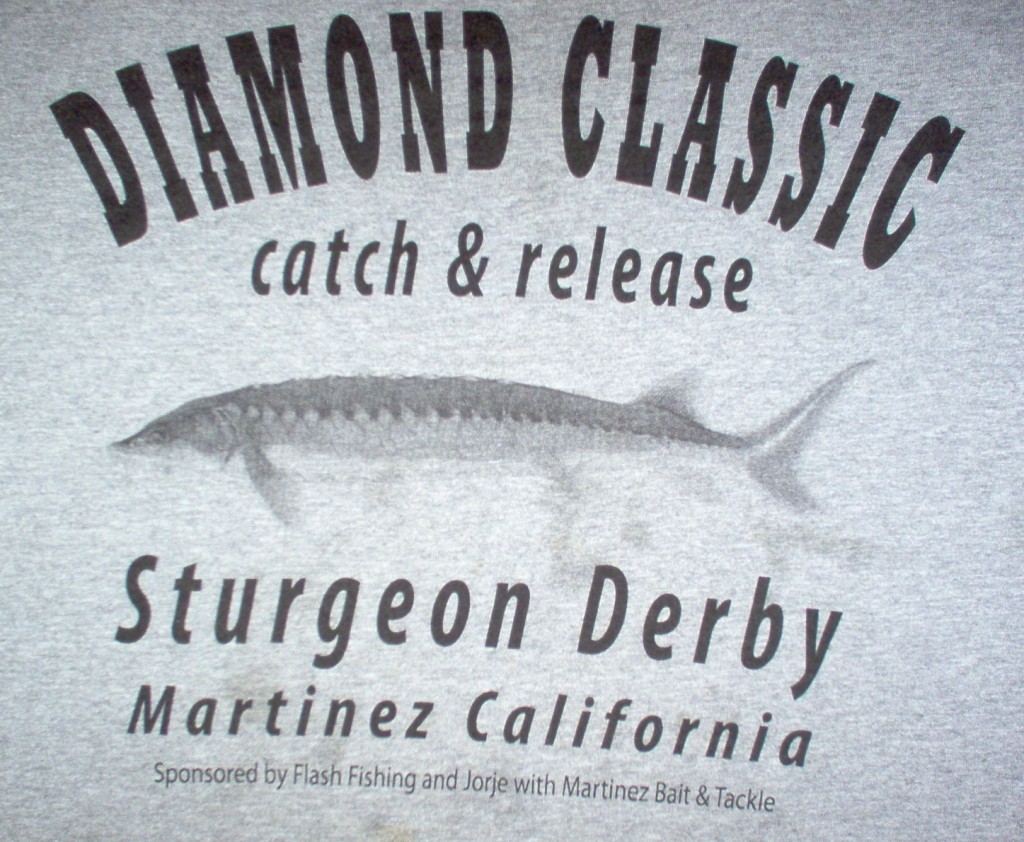 DIAMOND CLASSIC
catch & release
Sturgeon Derby
Martinez California
Sponsored by Flash Fishing and Jorje with Martinez Bait & Tackle